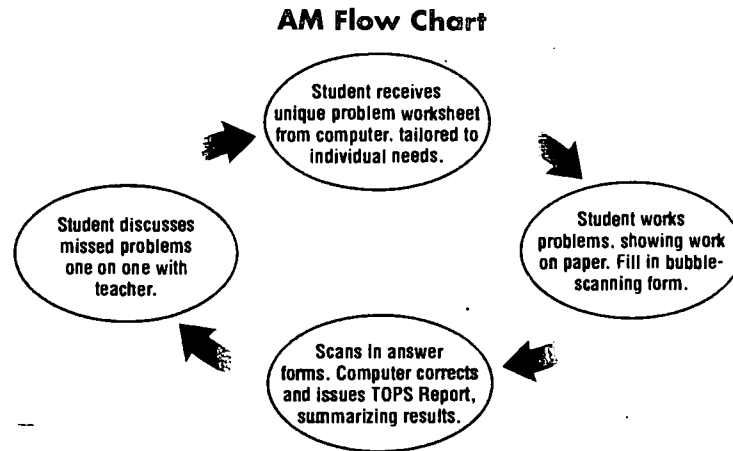 AM Flow Chart
Student receives
unique problem worksheet
from computer. tailored to
individual needs.
Student works
problems. showing work
on paper. Fill in bubble-
scanning form.
Scans in answer
forms. Computer corrects
and issues TOPS Report,
summarizing results.
Student discusses
missed problems
one on one with
teacher.